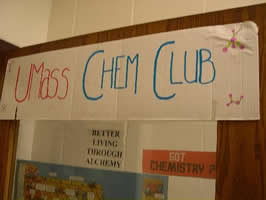 UMass CHEM CLUB
BETTER
LIVING
THROUGH
ALCHEMY
GOT
CHEMISTRY ?